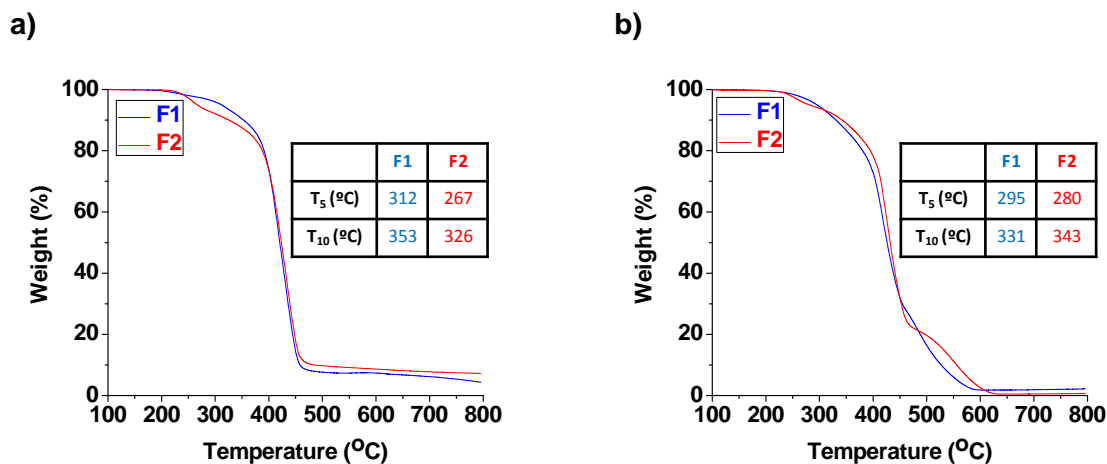 a)
100
80
60
40
20
0
Weight (%)
F1
F2
F1 F2
T5 (ºC) 312 267
T10 (ºC) 353 326
100 200 300 400 500 600 700 800
Temperature (OC)
b)
100
80
60
40
20
0
Weight (%)
F1
F2
F1 F2
T5 (ºC) 295 280
T10 (ºC) 331 343
100 200 300 400 500 600 700 800
Temperature (OC)